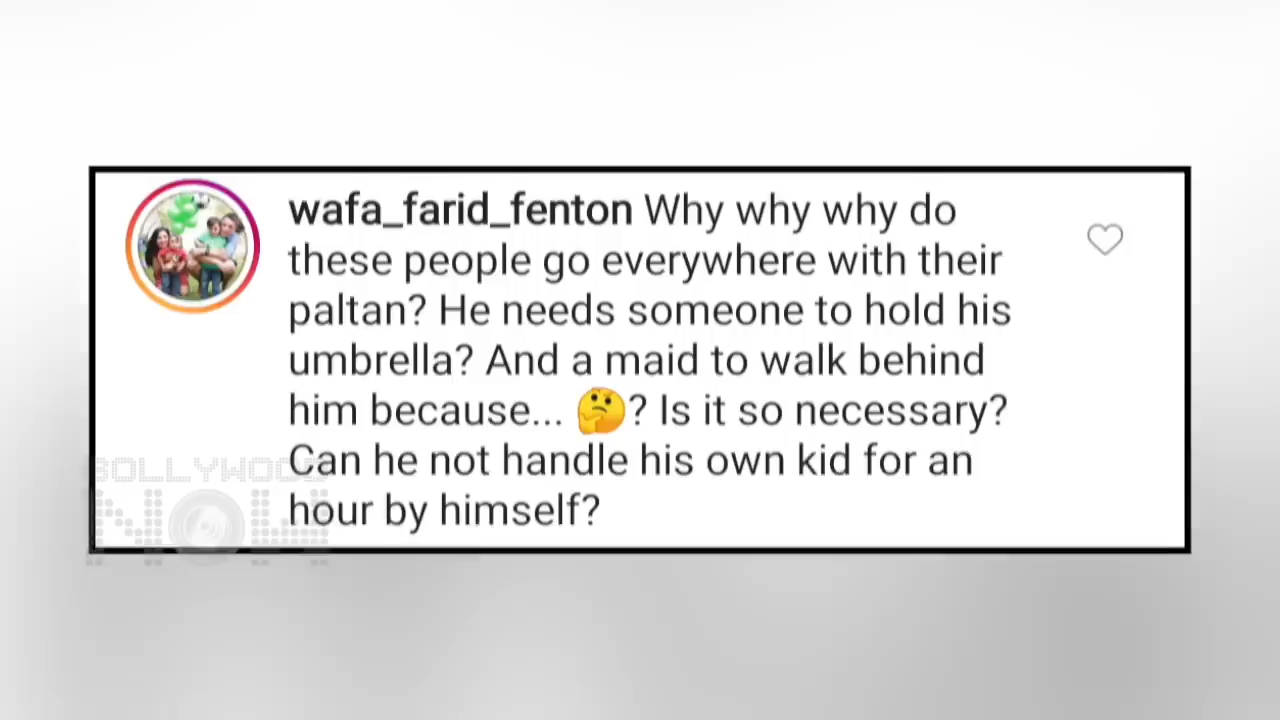 wafa_farid_fenton Why why why do
these people go everywhere with their
paltan? He needs someone to hold his
umbrella? And a maid to walk behind
him because... 🤔? Is it so necessary?
Can he not handle his own kid for an
hour by himself?
BOLLYWOOD
NOW